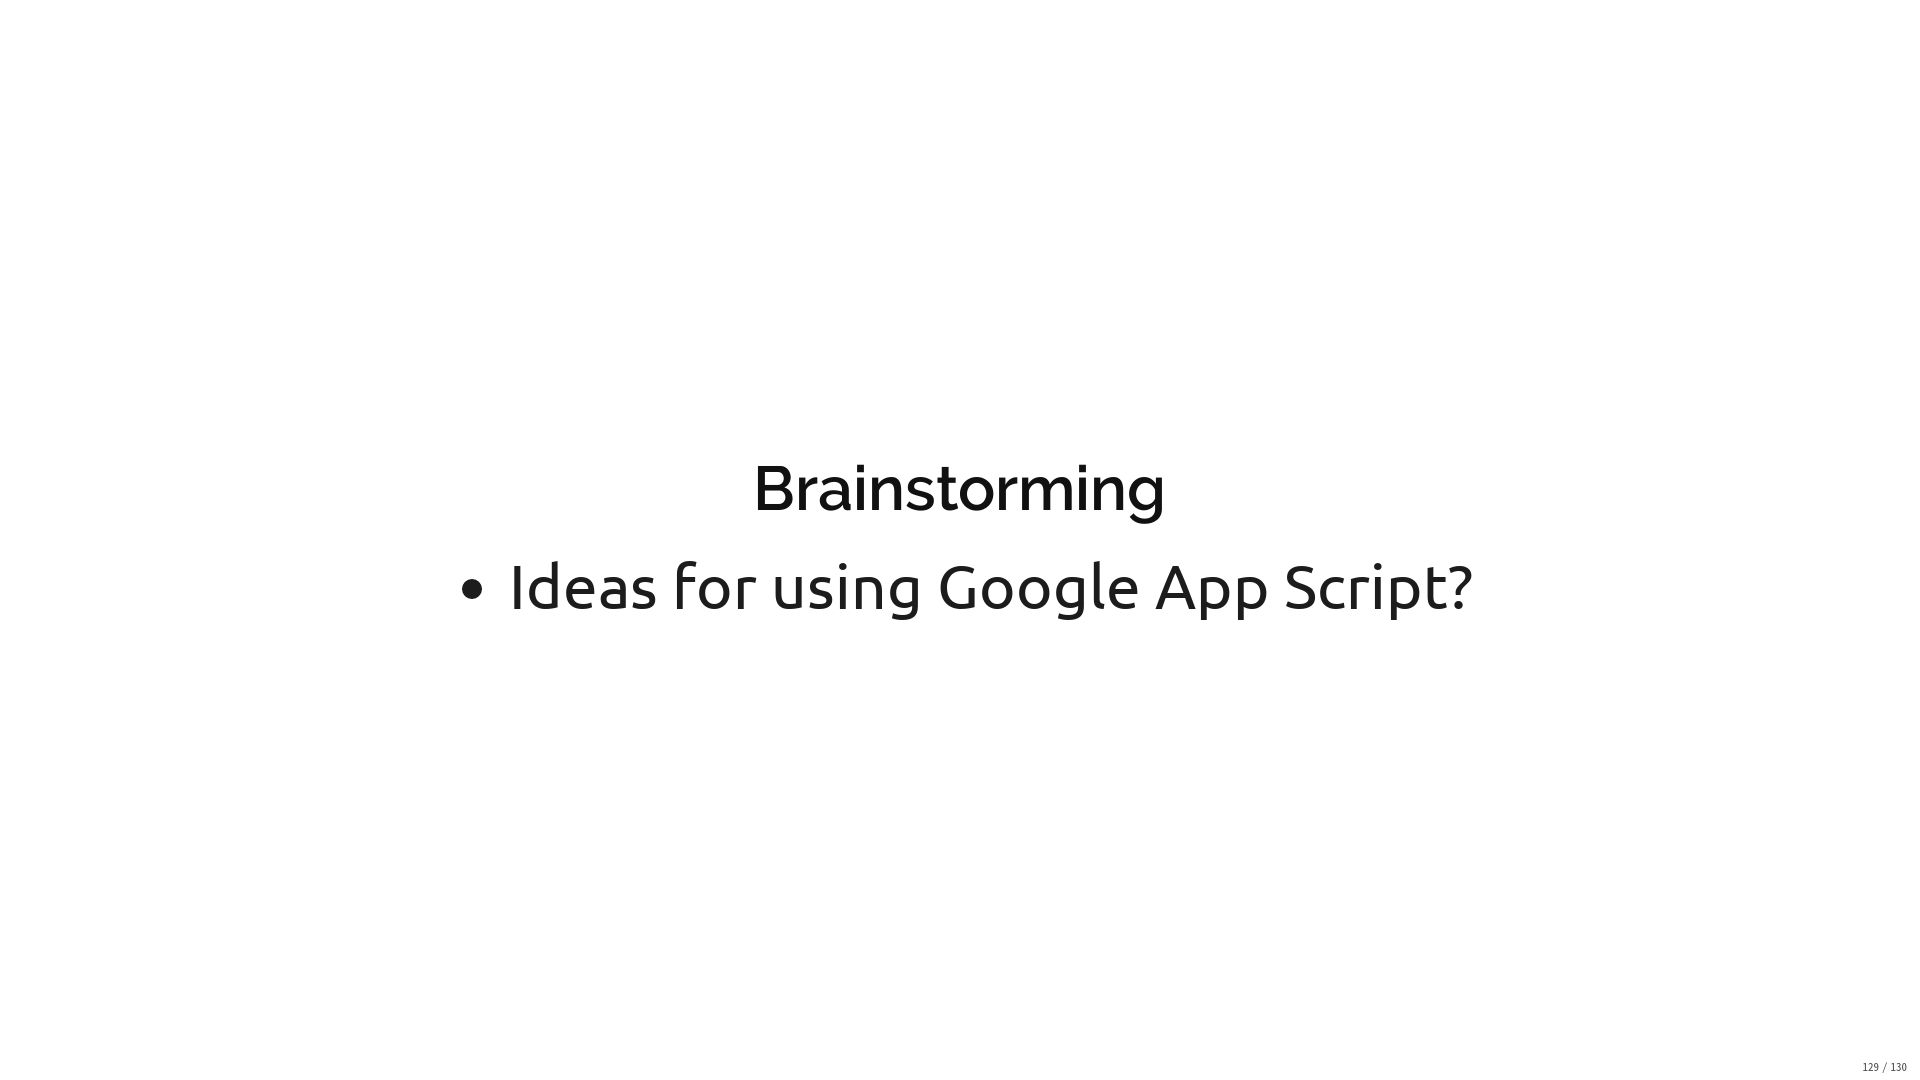 Brainstorming
• Ideas for using Google App Script?
129 / 130